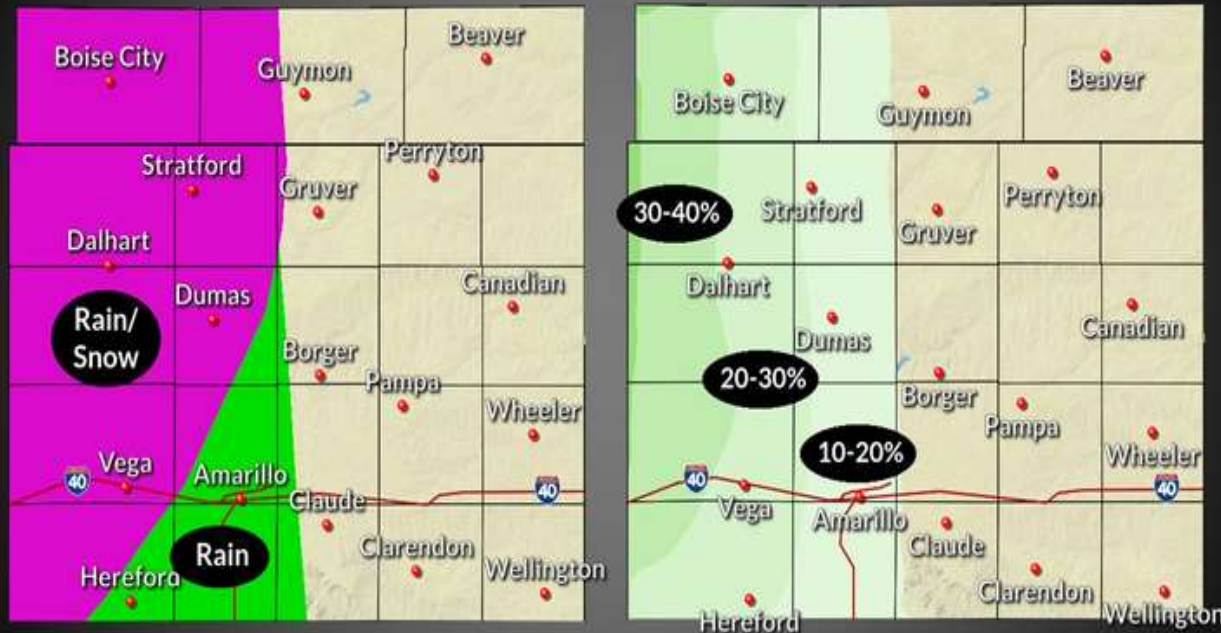 Boise City
Guymon
Beaver
Stratford
Gruver
Perryton
Dalhart
Dumas
Canadian
Rain/
Snow
Borger
Pampa
Wheeler
40
Vega
Amarillo
40
Claude
Rain
Clarendon
Hereford
Wellington
Boise City
Guymon
Beaver
30-40%
Stratford
Gruver
Perryton
Dalhart
Dumas
Canadian
20-30%
Borger
Pampa
10-20%
Wheeler
40
Vega
Amarillo
40
Claude
Clarendon
Hereford
Wellington